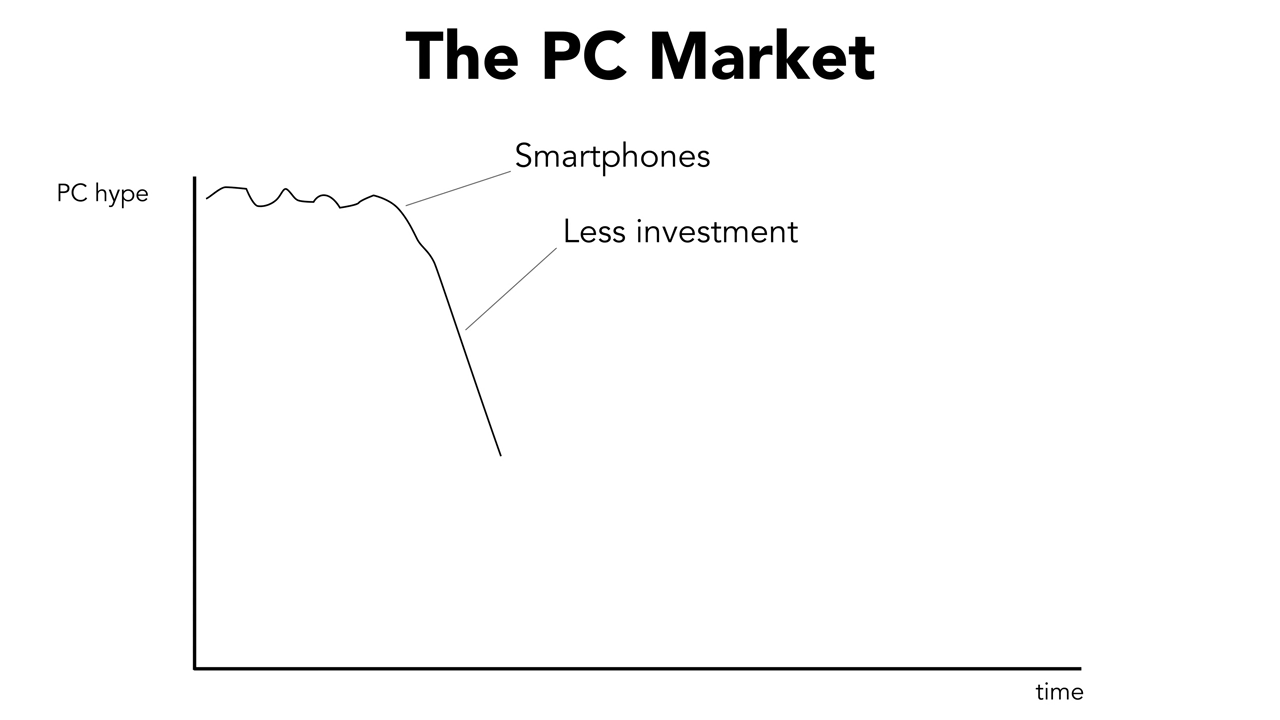 The PC Market
Smartphones
PC hype
Less investment
time